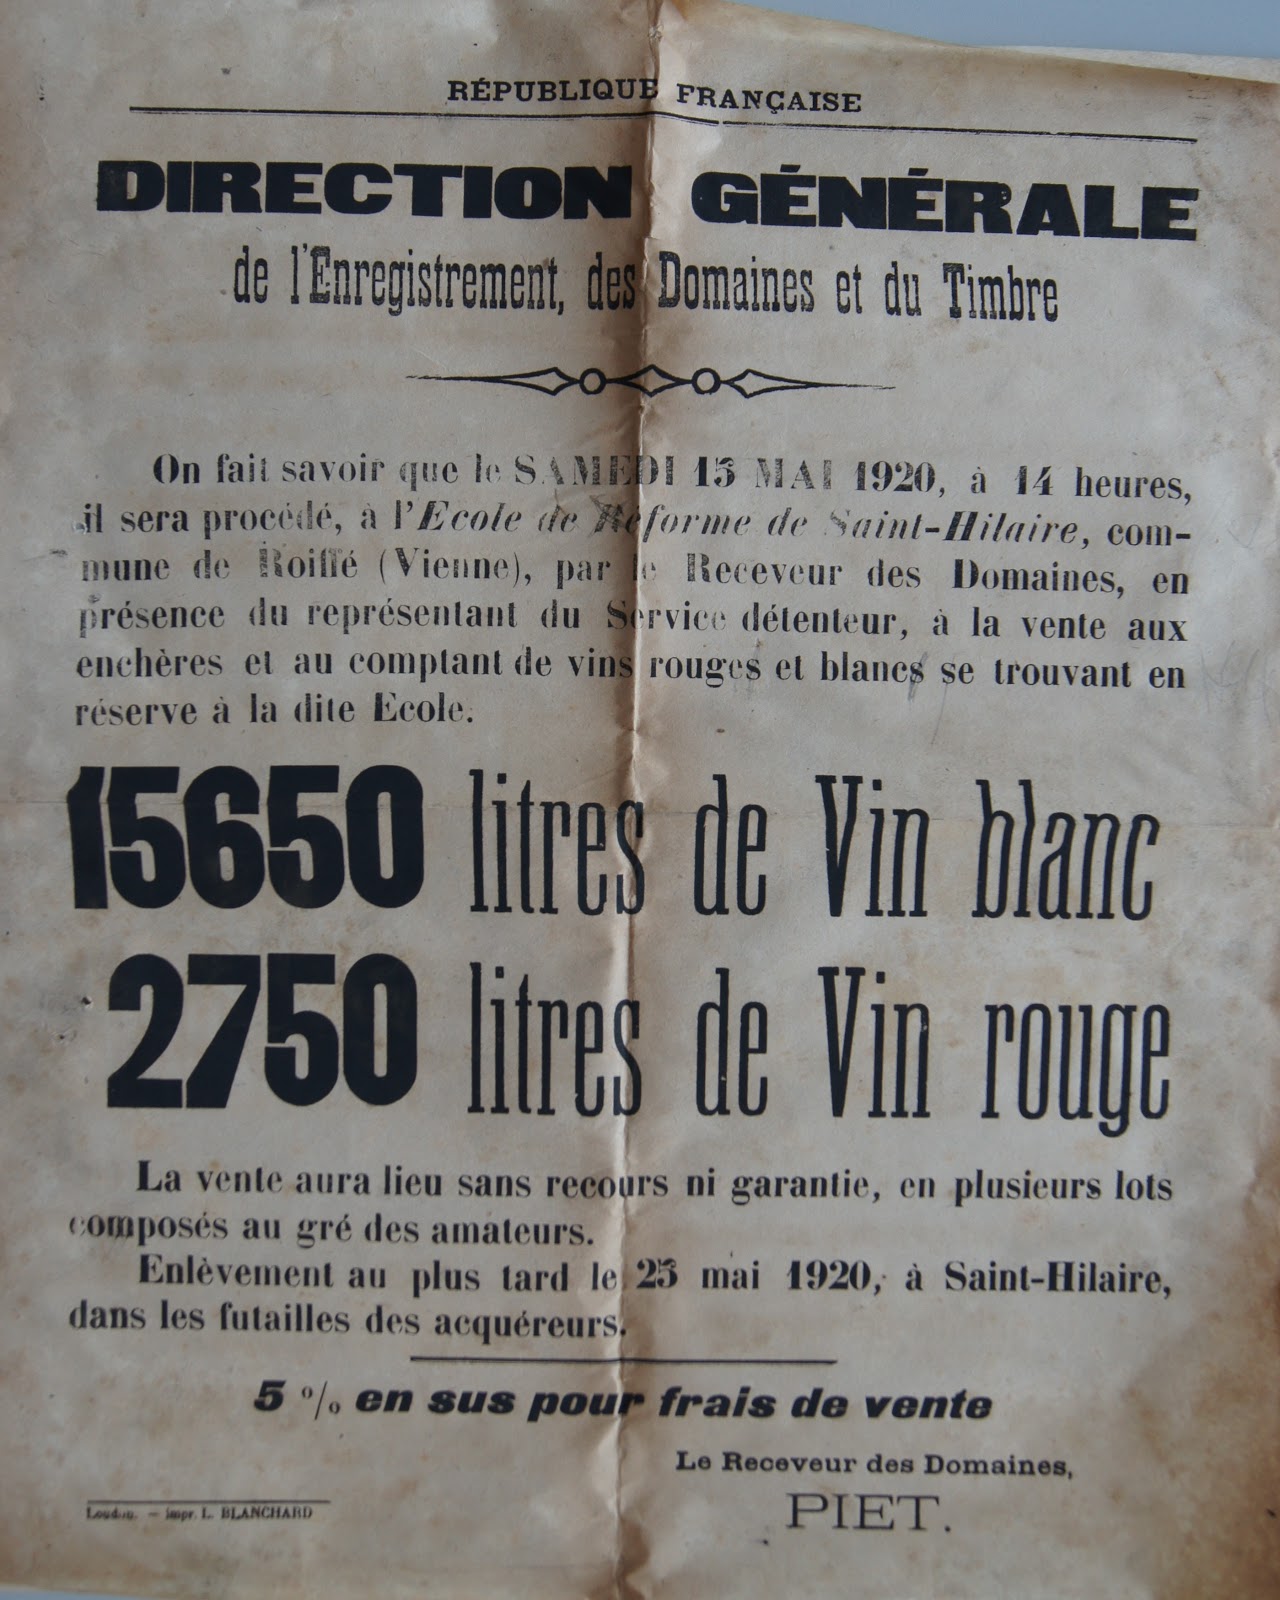 RÉPUBLIQUE FRANÇAISE
DIRECTION GÉNÉRALE
de l'Enregistrement, des Domaines et du Timbre
On fait savoir que le SAMEDI 15 MAI 1920, à 14 heures,
il sera procédé, à l'Ecole de Réforme de Saint-Hilaire, com-
mune de Roiffé (Vienne), par le Receveur des Domaines, en
présence du représentant du Service détenteur, à la vente aux
enchères et au comptant de vins rouges et blancs se trouvant en
réserve à la dite Ecole.
15650 litres de Vin blanc
2750 litres de Vin rouge
La vente aura lieu sans recours ni garantie, en plusieurs lots
composés au gré des amateurs.
Enlèvement au plus tard le 25 mai 1920, à Saint-Hilaire,
dans les futailles des acquéreurs.
5 % en sus pour frais de vente
Le Receveur des Domaines,
PIET.
Loudun. — impr. L. BLANCHARD